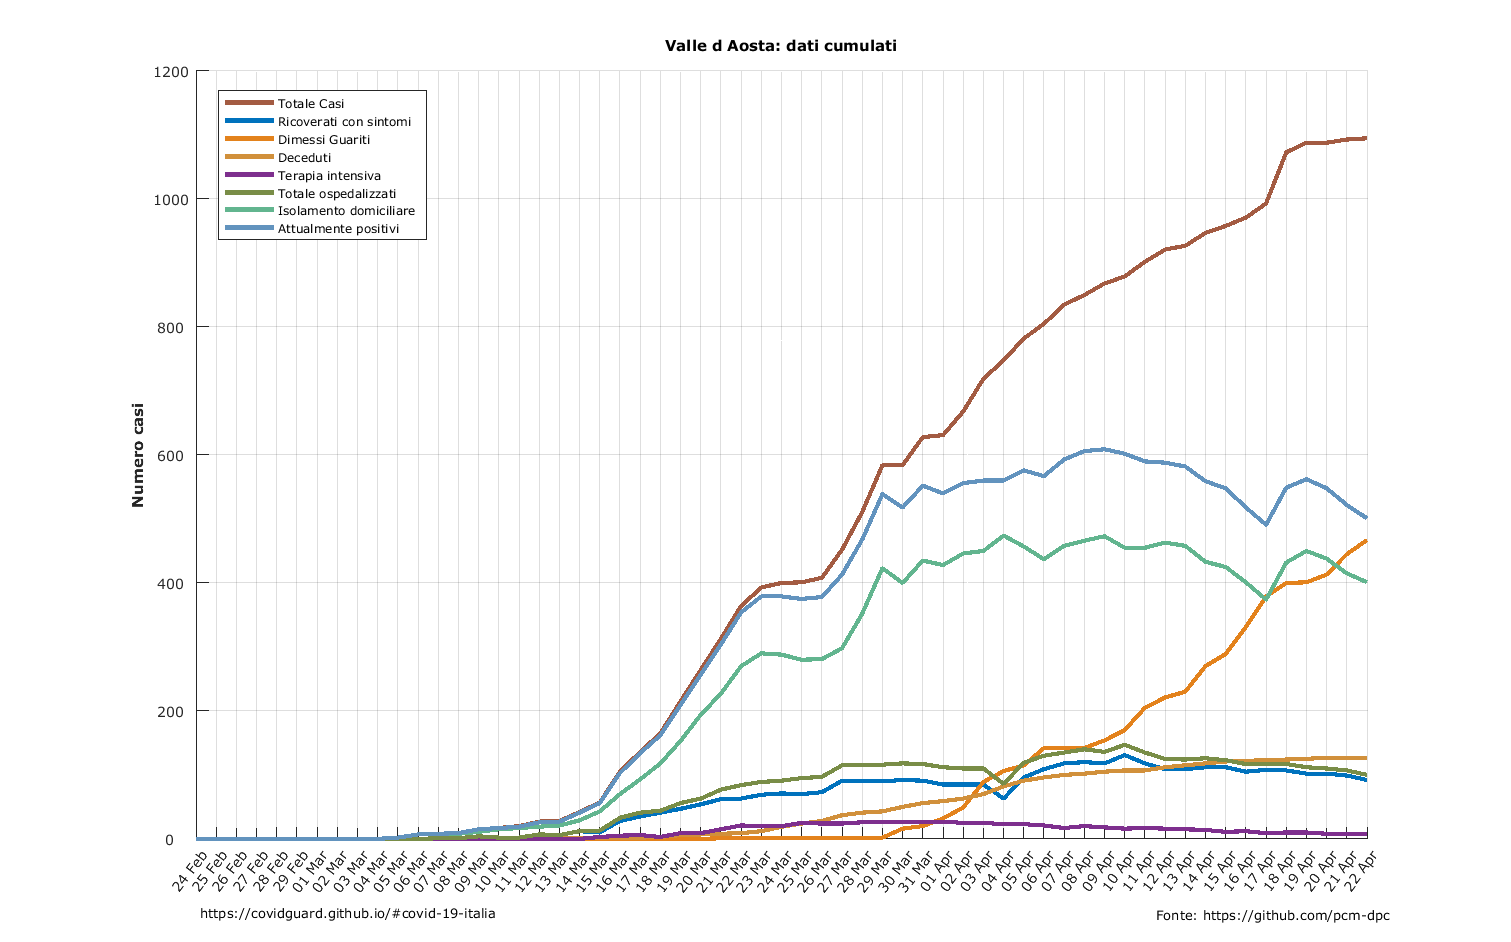 Valle d Aosta: dati cumulati
Numero casi
1200
1000
800
600
400
200
0
Totale Casi
Ricoverati con sintomi
Dimessi Guariti
Deceduti
Terapia intensiva
Totale ospedalizzati
Isolamento domiciliare
Attualmente positivi
24 Feb
25 Feb
26 Feb
27 Feb
28 Feb
29 Feb
01 Mar
02 Mar
03 Mar
04 Mar
05 Mar
06 Mar
07 Mar
08 Mar
09 Mar
10 Mar
11 Mar
12 Mar
13 Mar
14 Mar
15 Mar
16 Mar
17 Mar
18 Mar
19 Mar
20 Mar
21 Mar
22 Mar
23 Mar
24 Mar
25 Mar
26 Mar
27 Mar
28 Mar
29 Mar
30 Mar
31 Mar
01 Apr
02 Apr
03 Apr
04 Apr
05 Apr
06 Apr
07 Apr
08 Apr
09 Apr
10 Apr
11 Apr
12 Apr
13 Apr
14 Apr
15 Apr
16 Apr
17 Apr
18 Apr
19 Apr
20 Apr
21 Apr
22 Apr
https://covidguard.github.io/#covid-19-italia
Fonte: https://github.com/pcm-dpc